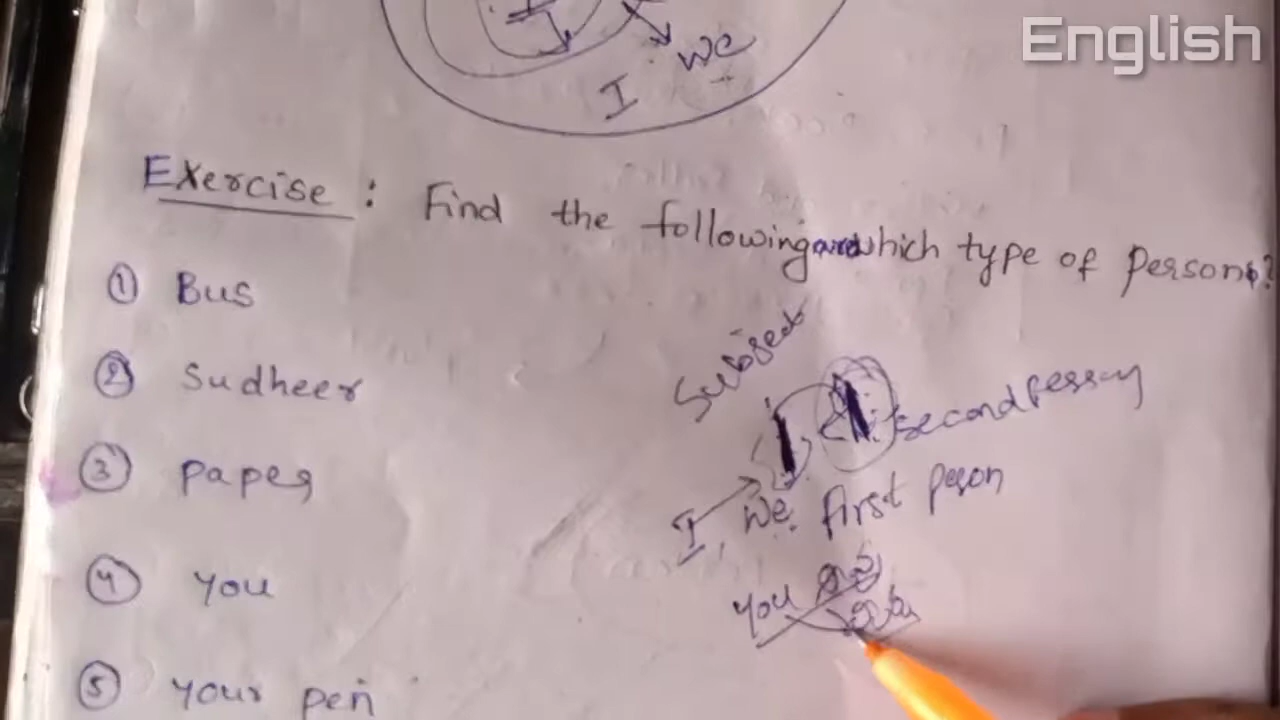 English
we
I
Exercise : Find the following are which type of persons?
① Bus
② Sudheer
③ paper
④ you
⑤ your pen
Subject
second
I, we. first person
you